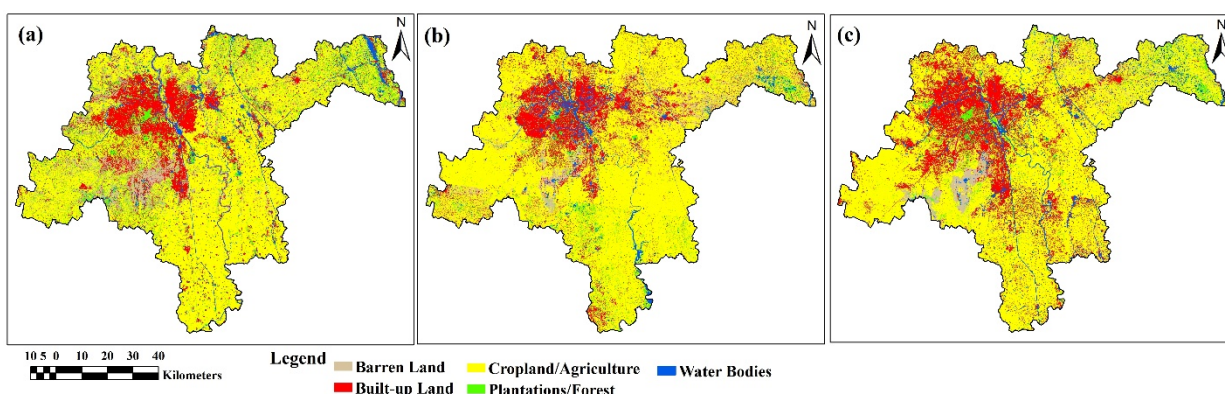 (a)
N
(b)
N
(c)
N
10 5 0 10 20 30 40
Kilometers
Legend
Barren Land
Cropland/Agriculture
Water Bodies
Built-up Land
Plantations/Forest